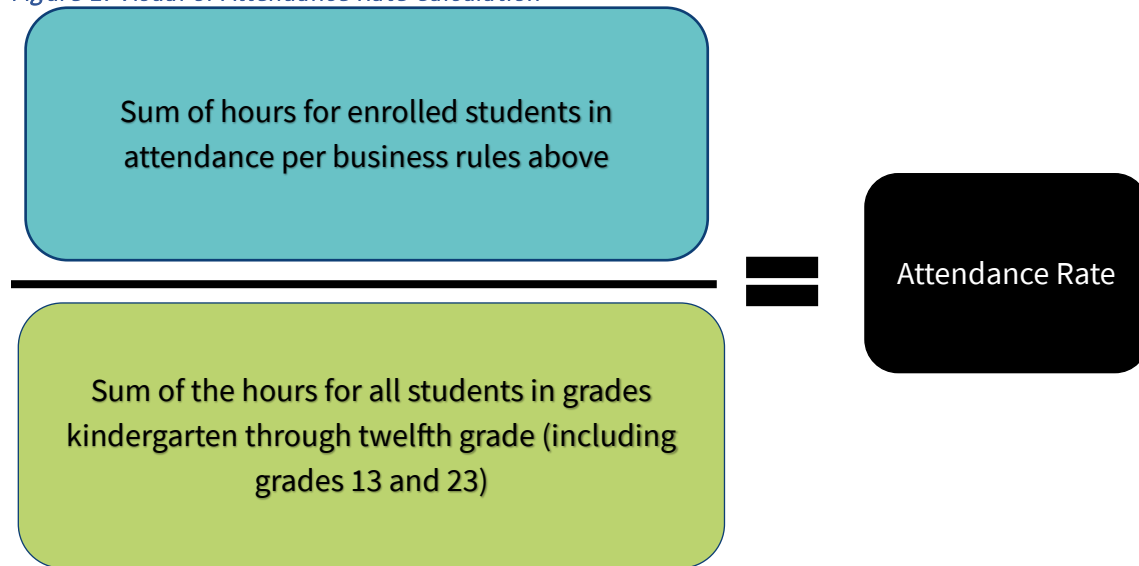 Sum of hours for enrolled students in
attendance per business rules above
Attendance Rate
Sum of the hours for all students in grades
kindergarten through twelfth grade (including
grades 13 and 23)